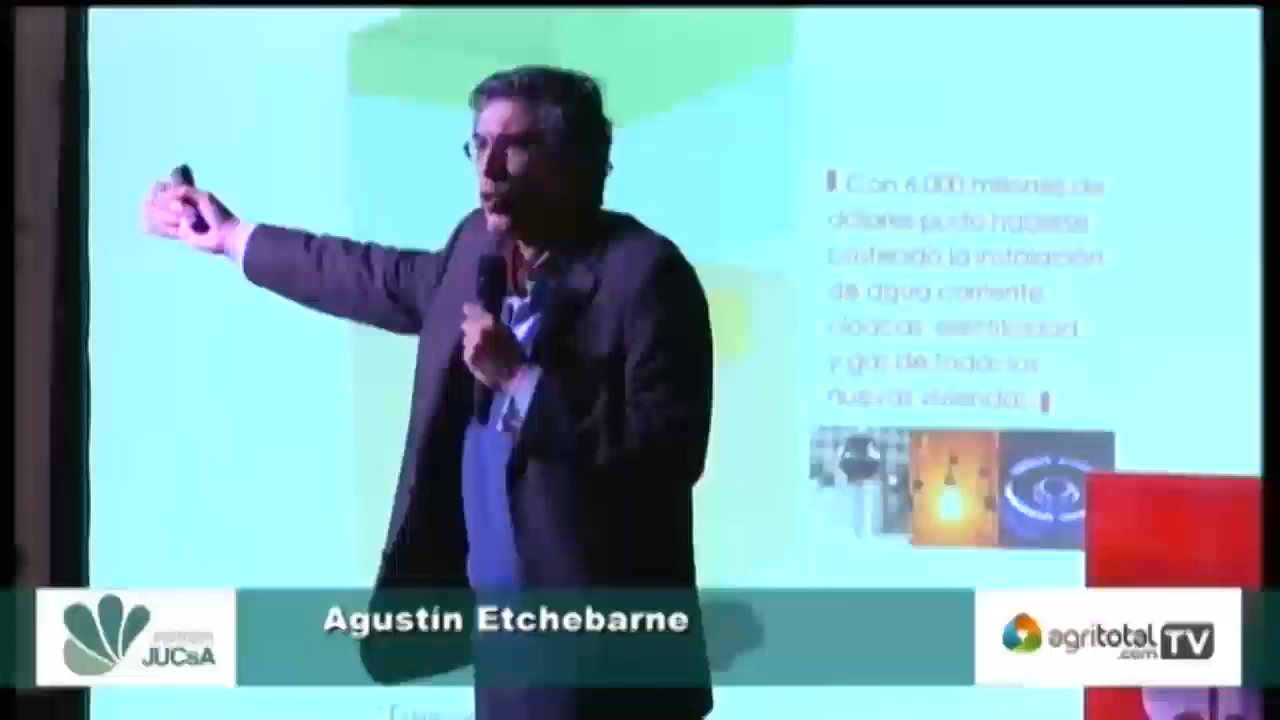 Con 6.000 millones de
dólares pudo haberse
costeado la instalación
de agua corriente,
cloacas, electricidad
y gas de todas las
nuevas viviendas.
Agustín Etchebarne
JUCsA
agritotal
.com
TV